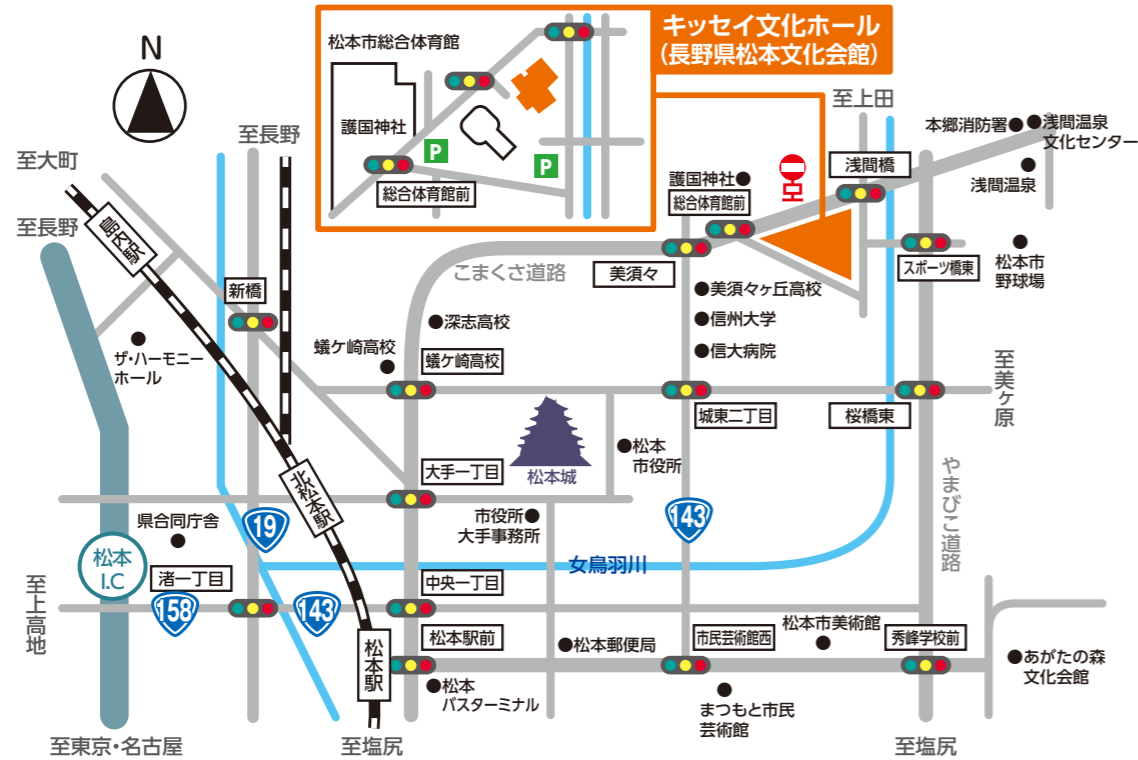 キッセイ文化ホール
(長野県松本文化会館)
松本市総合体育館
護国神社
P
P
総合体育館前
N
至長野
至大町
至長野
島内駅
新橋
ザ・ハーモニー
ホール
至上田
本郷消防署
浅間温泉
文化センター
浅間橋
浅間温泉
護国神社
総合体育館前
美須々
スポーツ橋東
松本市
野球場
こまくさ道路
美須々ヶ丘高校
信州大学
信大病院
深志高校
蟻ケ崎高校
蟻ケ崎高校
城東二丁目
桜橋東
至美ヶ原
松本城
松本
市役所
大手一丁目
北松本駅
19
県合同庁舎
松本
I.C
渚一丁目
158
143
至上高地
市役所
大手事務所
143
女鳥羽川
やまびこ道路
中央一丁目
松本駅前
松本駅
松本郵便局
市民芸術館西
松本市美術館
秀峰学校前
あがたの森
文化会館
松本
バスターミナル
まつもと市民
芸術館
至東京・名古屋
至塩尻
至塩尻